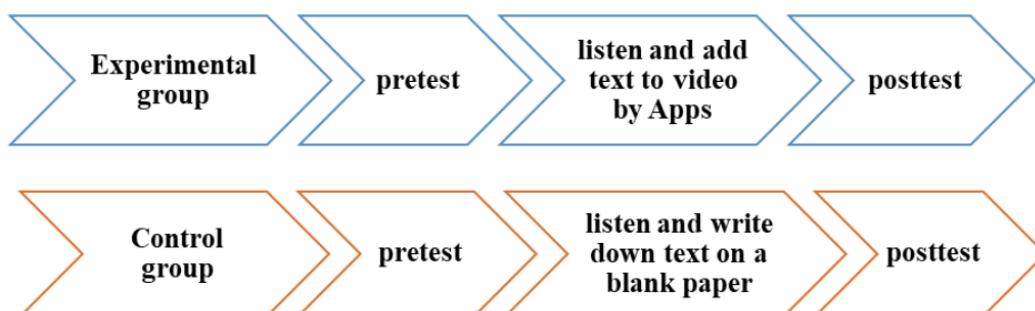 Experimental
group
pretest
listen and add
text to video
by Apps
posttest
Control
group
pretest
listen and write
down text on a
blank paper
posttest